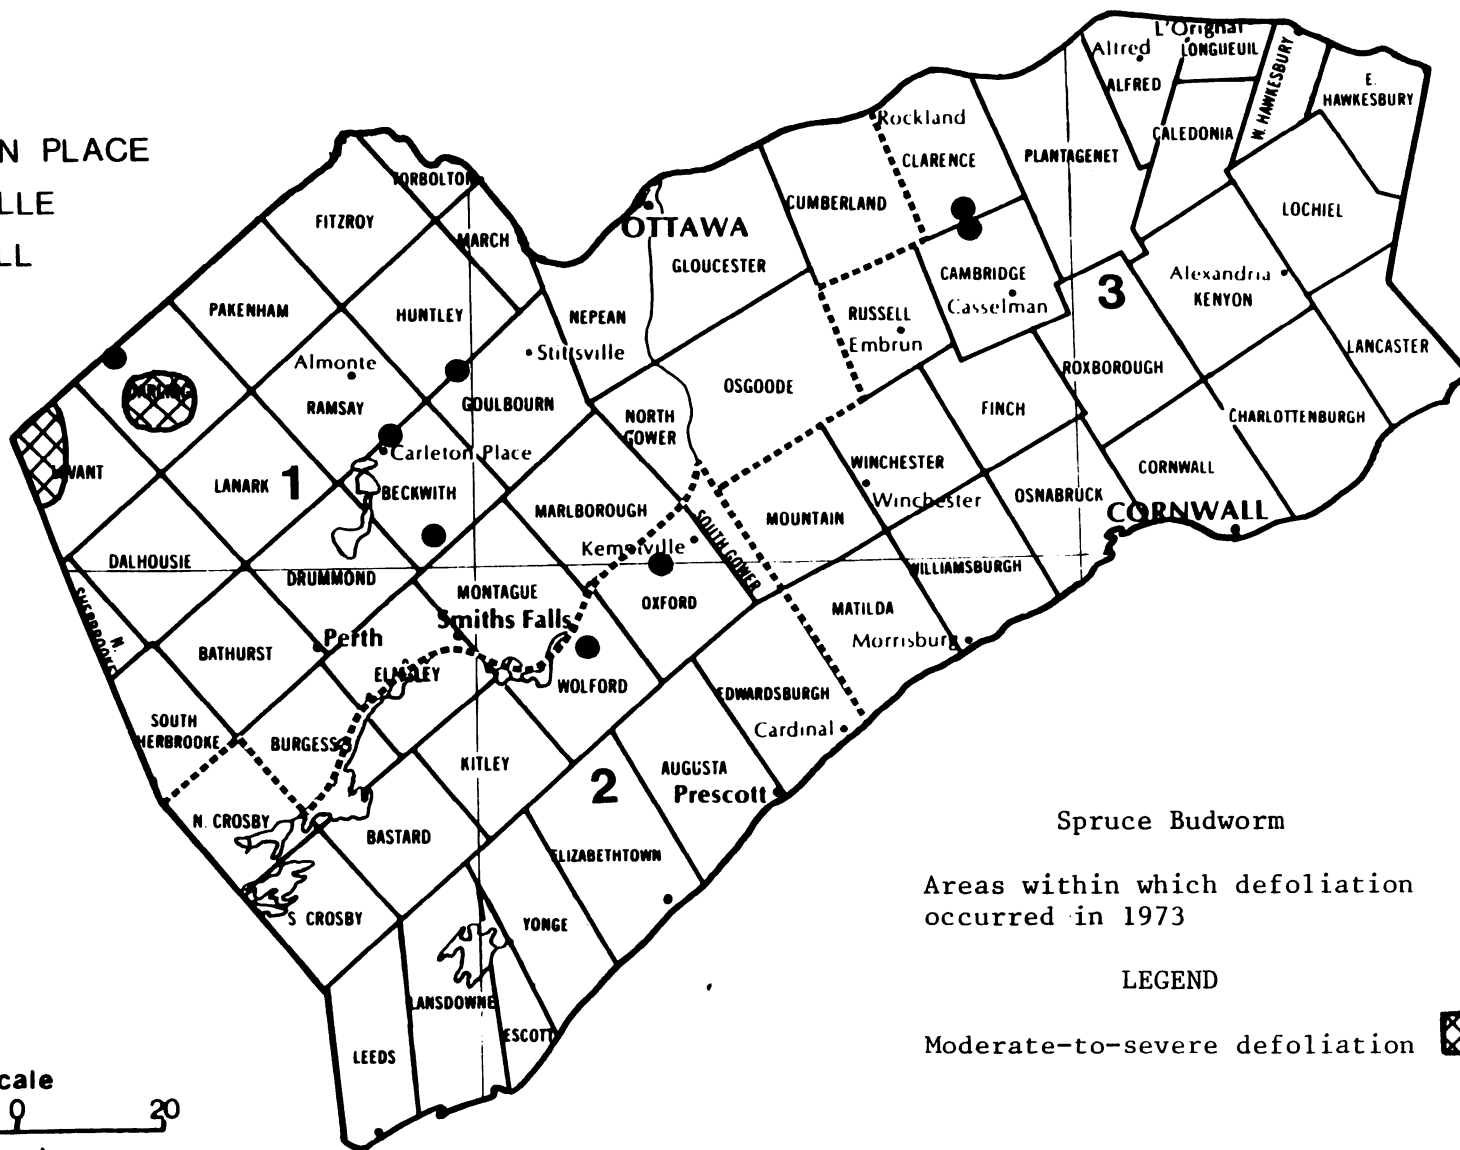 N PLACE
LLE
LL
L'Orignal
Alfred
LONGUEUIL
ALFRED
W. HAWKESBURY
E.
HAWKESBURY
Rockland
CLARENCE
PLANTAGENET
CALEDONIA
TORBOLTON
FITZROY
MARCH
OTTAWA
CUMBERLAND
LOCHIEL
GLOUCESTER
CAMBRIDGE
Casselman
3
Alexandria
KENYON
PAKENHAM
HUNTLEY
NEPEAN
Stittsville
RUSSELL
Embrun
LANCASTER
Almonte
RAMSAY
GOULBOURN
OSGOODE
ROXBOROUGH
DARLING
NORTH
GOWER
FINCH
CHARLOTTENBURGH
Carleton Place
BECKWITH
LAVANT
LANARK
1
WINCHESTER
Winchester
CORNWALL
CORNWALL
OSNABRUCK
MARLBOROUGH
MOUNTAIN
Kemptville
SOUTH GOWER
DALHOUSIE
DRUMMOND
MONTAGUE
Smiths Falls
OXFORD
WILLIAMSBURGH
MATILDA
Morrisburg
N.
SHERBROOKE
BATHURST
Perth
ELMSLEY
WOLFORD
EDWARDSBURGH
Cardinal
SOUTH
SHERBROOKE
BURGESS
KITLEY
2
AUGUSTA
Prescott
N. CROSBY
BASTARD
ELIZABETHTOWN
S CROSBY
YONGE
LANSDOWNE
ESCOTT
LEEDS
Spruce Budworm
Areas within which defoliation
occurred in 1973
LEGEND
Moderate-to-severe defoliation
cale
0 20